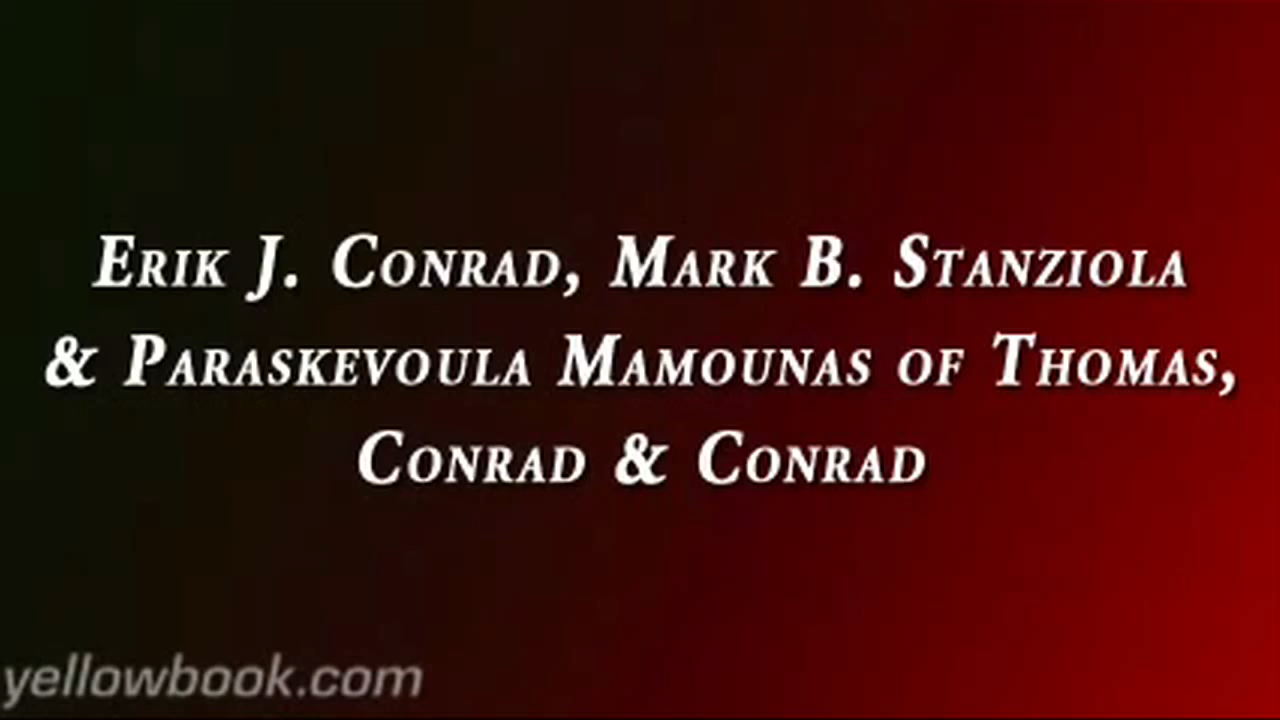 Erik J. Conrad, Mark B. Stanziola
& Paraskevoula Mamounas of Thomas,
Conrad & Conrad
yellowbook.com